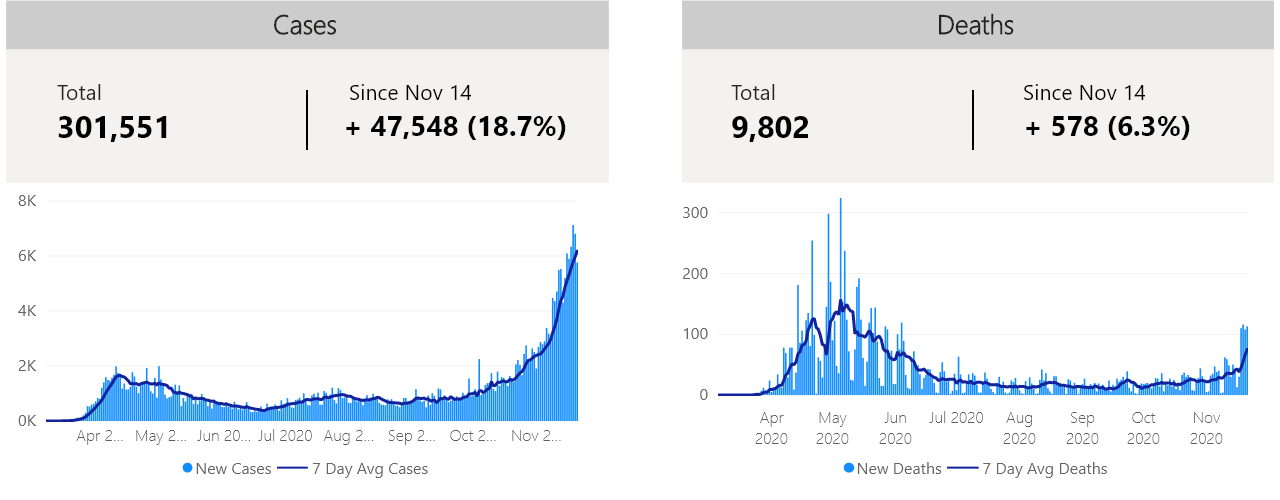 Cases
Total
301,551
Since Nov 14
+ 47,548 (18.7%)
8K
6K
4K
2K
0K
Apr 2... May 2... Jun 20... Jul 2020 Aug 2... Sep 2... Oct 2... Nov 2...
New Cases 7 Day Avg Cases
Deaths
Total
9,802
Since Nov 14
+ 578 (6.3%)
300
200
100
0
Apr 2020 May 2020 Jun 2020 Jul 2020 Aug 2020 Sep 2020 Oct 2020 Nov 2020
New Deaths 7 Day Avg Deaths